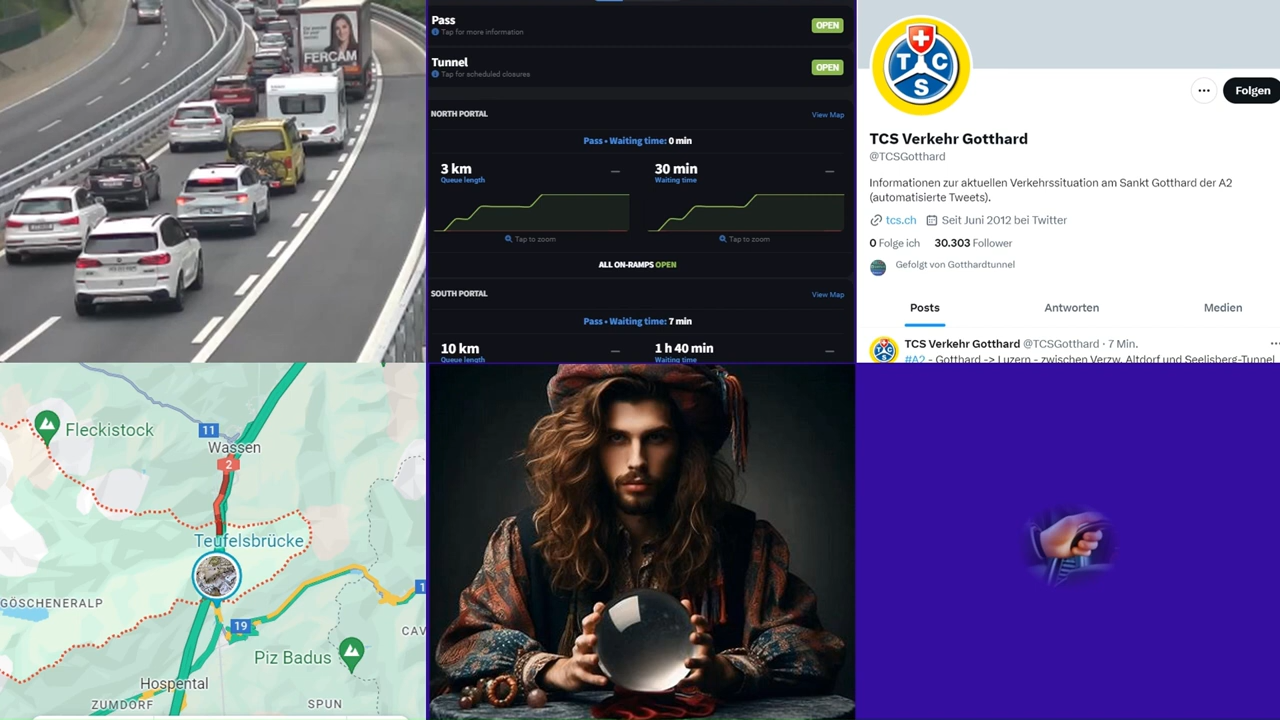 FERCAM
Pass
OPEN
Tap for more information
Tunnel
OPEN
Tap for scheduled closures
NORTH PORTAL
View Map
Pass • Waiting time: 0 min
3 km
30 min
Queue length
Waiting time
Tap to zoom
Tap to zoom
ALL ON-RAMPS OPEN
SOUTH PORTAL
View Map
Pass • Waiting time: 7 min
10 km
1 h 40 min
Queue length
Waiting time
T C S
Folgen
TCS Verkehr Gotthard
@TCSGotthard
Informationen zur aktuellen Verkehrssituation am Sankt Gotthard der A2
(automatisierte Tweets).
tcs.ch
Seit Juni 2012 bei Twitter
0 Folge ich
30.303 Follower
Gefolgt von Gotthardtunnel
Posts
Antworten
Medien
TCS Verkehr Gotthard @TCSGotthard · 7 Min.
#A2 - Gotthard -> Luzern - zwischen Verzw. Altdorf und Seelisberg-Tunnel
Fleckistock
11
Wassen
2
Teufelsbrücke
GÖSCHENERALP
19
1
CAV
Piz Badus
Hospental
ZUMDORF
SPUN